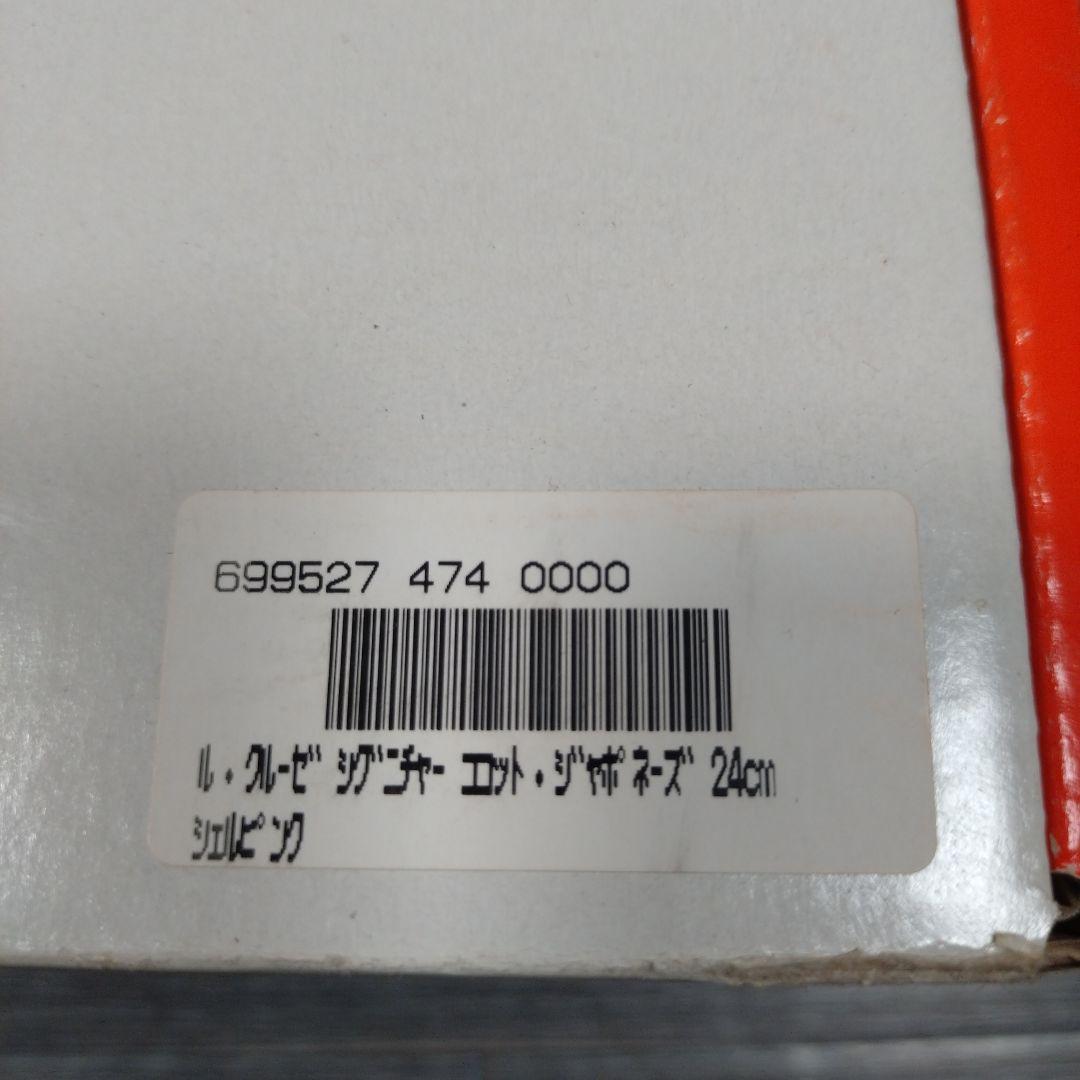 699527 474 0000
ル・クルーゼ シグニチャー ココット・ジャポネーズ 24cm
シェルピンク